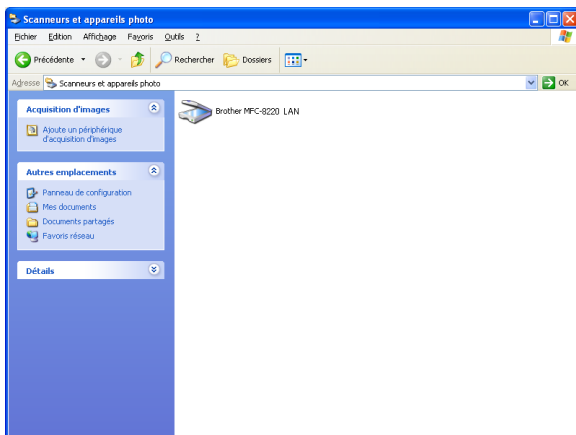 Scanneurs et appareils photo
Fichier Edition Affichage Favoris Outils ?
Précédente Rechercher Dossiers
Adresse Scanneurs et appareils photo OK
Acquisition d'images
Ajoute un périphérique
d'acquisition d'images
Brother MFC-8220 LAN
Autres emplacements
Panneau de configuration
Mes documents
Documents partagés
Favoris réseau
Détails